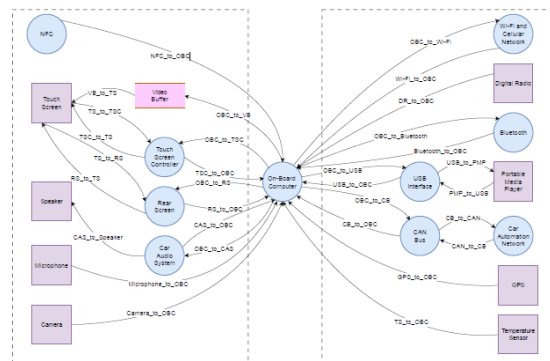 NFC
NFC_to_OBC
Touch
Screen
VB_to_TS
Video
Buffer
TS_to_TSC
OBC_to_VB
TSC_to_TS
Touch
Screen
Controller
OBC_to_TSC
TS_to_RS
TSC_to_OBC
OBC_to_RS
RS_to_TS
Rear
Screen
RS_to_OBC
Speaker
CAS_to_OBC
CAS_to_Speaker
Car
Audio
System
OBC_to_CAS
Microphone
Microphone_to_OBC
Camera
Camera_to_OBC
On-Board
Computer
OBC_to_Wi-Fi
Wi-Fi and
Cellular
Network
Wi-Fi_to_OBC
Digital Radio
DR_to_OBC
OBC_to_Bluetooth
Bluetooth
Bluetooth_to_OBC
OBC_to_USB
USB_to_OBC
USB
Interface
USB_to_PMP
PMP_to_USB
Portable
Media
Player
OBC_to_CB
CB_to_OBC
CAN
Bus
CB_to_CAN
CAN_to_CB
Car
Automation
Network
GPS_to_OBC
GPS
TS_to_OBC
Temperature
Sensor